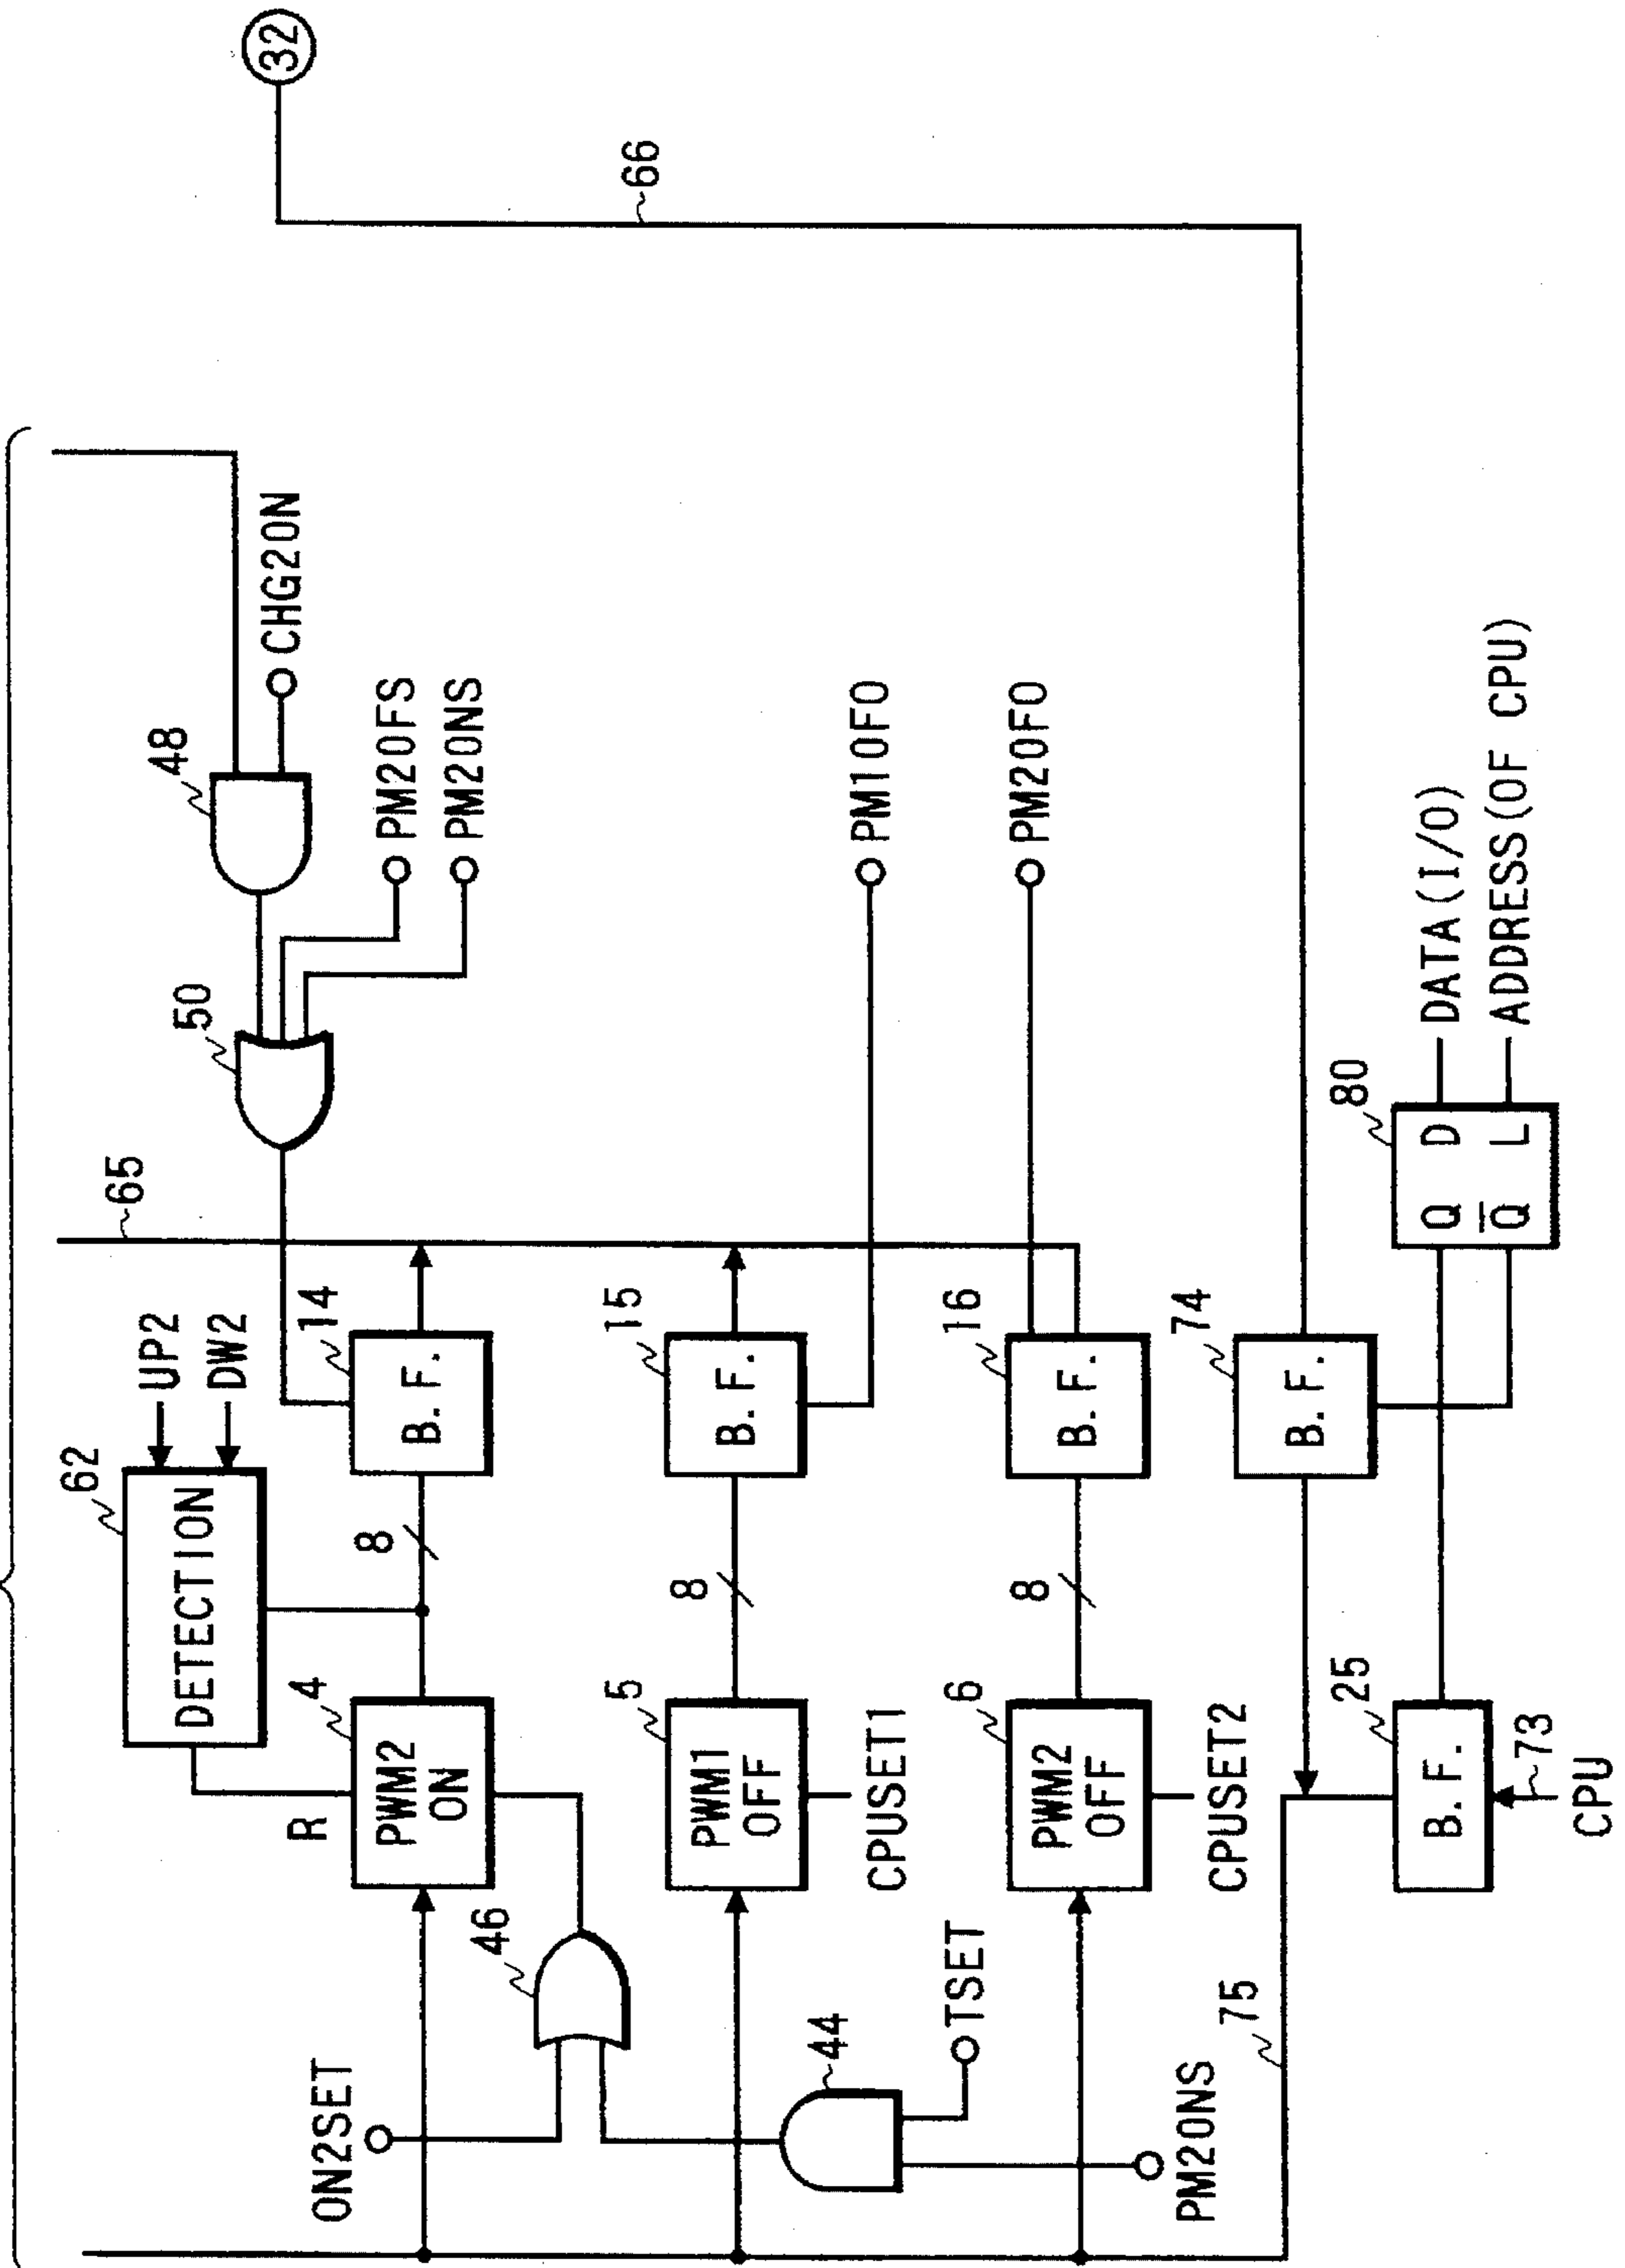 32
66
CHG2ON
48
PM2OFS
PM2ONS
50
65
UP2
DW2
62
DETECTION
14
B.F.
8
R
4
PWM2
ON
46
ON2SET
PM1OFO
15
B.F.
8
5
PWM1
OFF
CPUSET1
44
TSET
PM2ONS
PM2OFO
16
B.F.
8
6
PWM2
OFF
CPUSET2
74
B.F.
75
80
Q D
Q̅ L
DATA(I/O)
ADDRESS(OF CPU)
25
B.F.
73
CPU